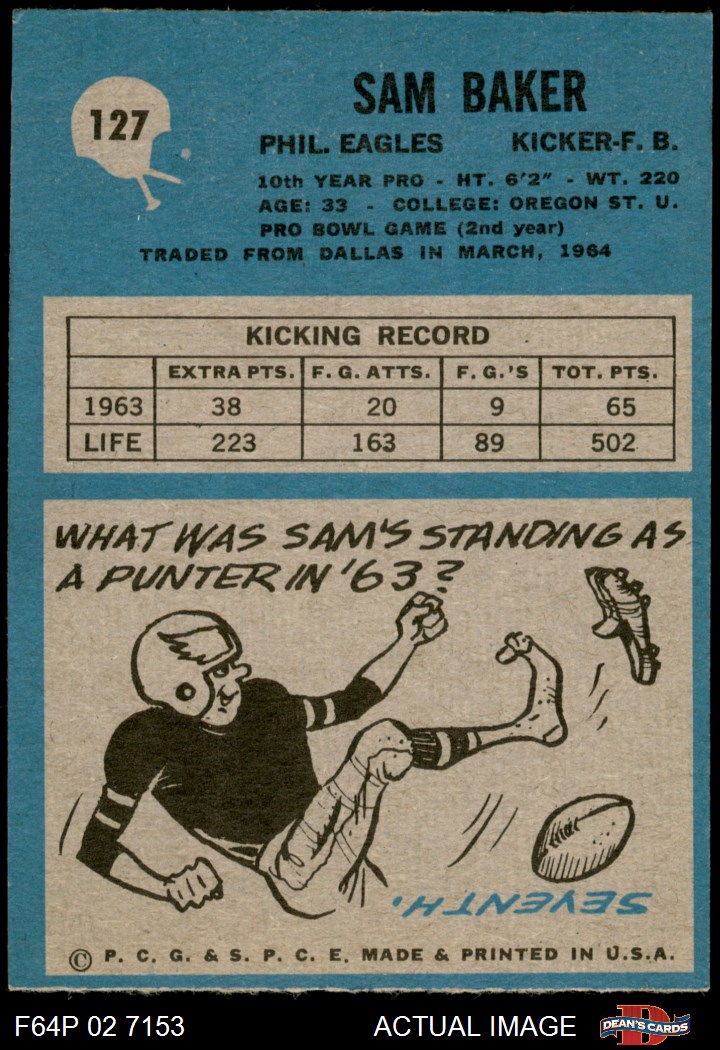 127
SAM BAKER
PHIL. EAGLES KICKER-F. B.
10th YEAR PRO - HT. 6'2" - WT. 220
AGE: 33 - COLLEGE: OREGON ST. U.
PRO BOWL GAME (2nd year)
TRADED FROM DALLAS IN MARCH, 1964
KICKING RECORD
EXTRA PTS. F. G. ATTS. F. G.'S TOT. PTS.
1963 38 20 9 65
LIFE 223 163 89 502
WHAT WAS SAM'S STANDING AS
A PUNTER IN '63?
SEVENTH.
© P. C. G. & S. P. C. E. MADE & PRINTED IN U.S.A.
F64P 02 7153 ACTUAL IMAGE D DEAN'S CARDS